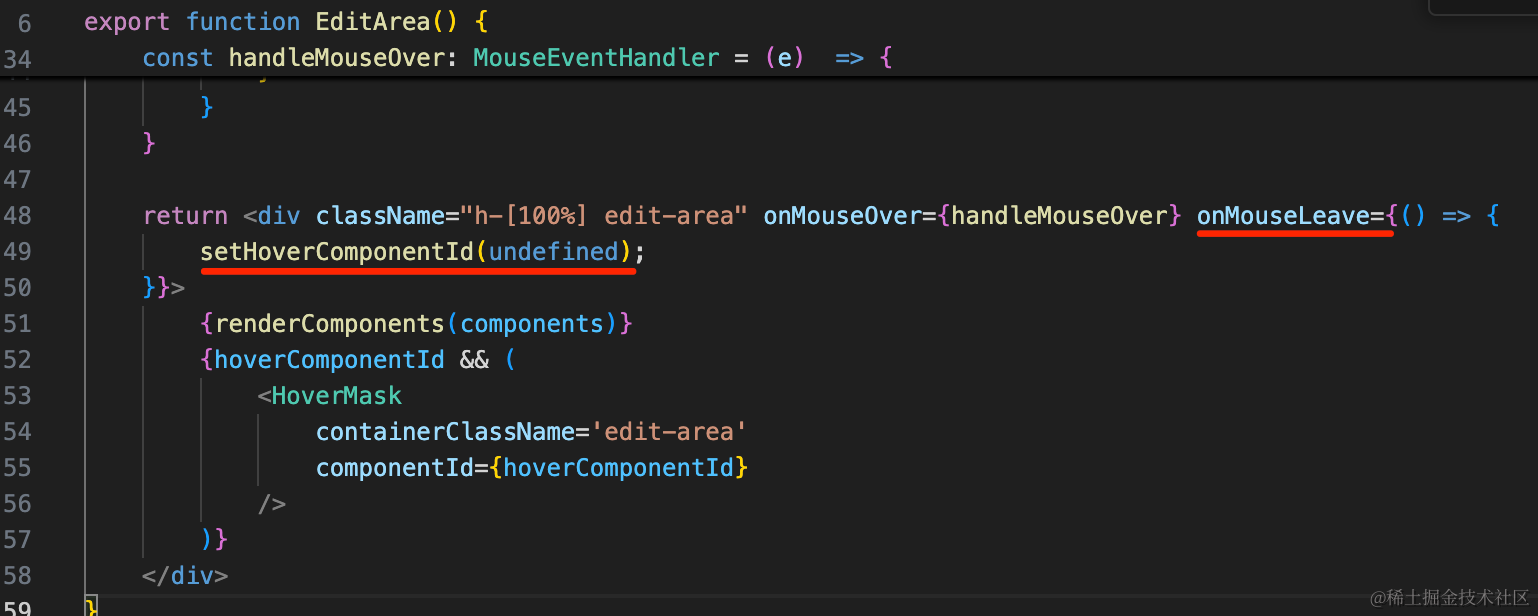 6 export function EditArea() {
34 const handleMouseOver: MouseEventHandler = (e) => {
45 }
46 }
47
48 return <div className="h-[100%] edit-area" onMouseOver={handleMouseOver} onMouseLeave={() => {
49 setHoverComponentId(undefined);
50 }}>
51 {renderComponents(components)}
52 {hoverComponentId && (
53 <HoverMask
54 containerClassName='edit-area'
55 componentId={hoverComponentId}
56 />
57 )}
58 </div>
59 }
@稀土掘金技术社区